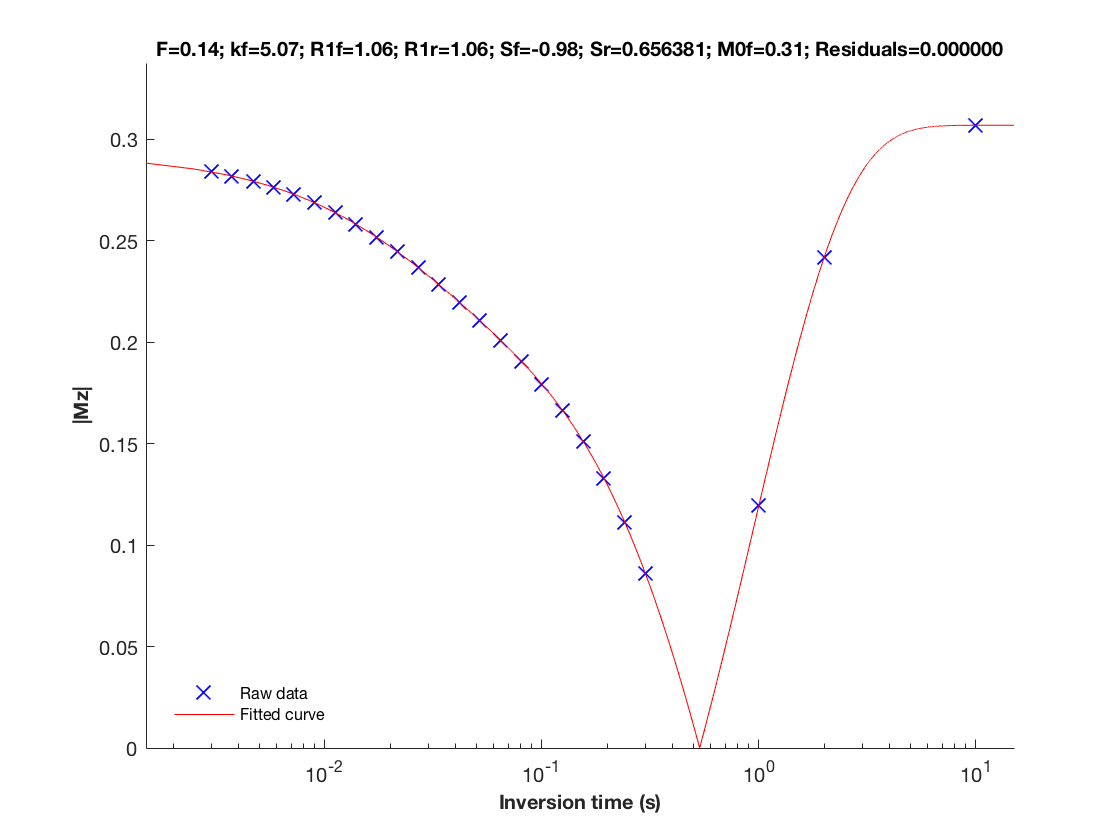 F=0.14; kf=5.07; R1f=1.06; R1r=1.06; Sf=-0.98; Sr=0.656381; M0f=0.31; Residuals=0.000000
|Mz|
0.3
0.25
0.2
0.15
0.1
0.05
0
Raw data
Fitted curve
10-2
10-1
100
101
Inversion time (s)